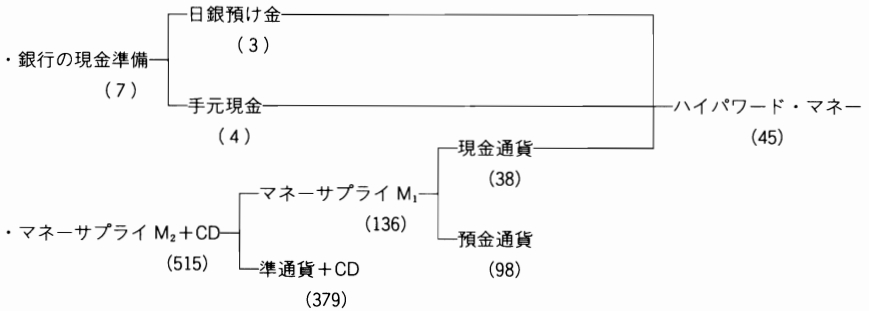 日銀預け金
(3)
・銀行の現金準備
(7)
手元現金
(4)
ハイパワード・マネー
(45)
現金通貨
(38)
マネーサプライ M₁
(136)
・マネーサプライ M₂+CD
(515)
預金通貨
(98)
準通貨+CD
(379)